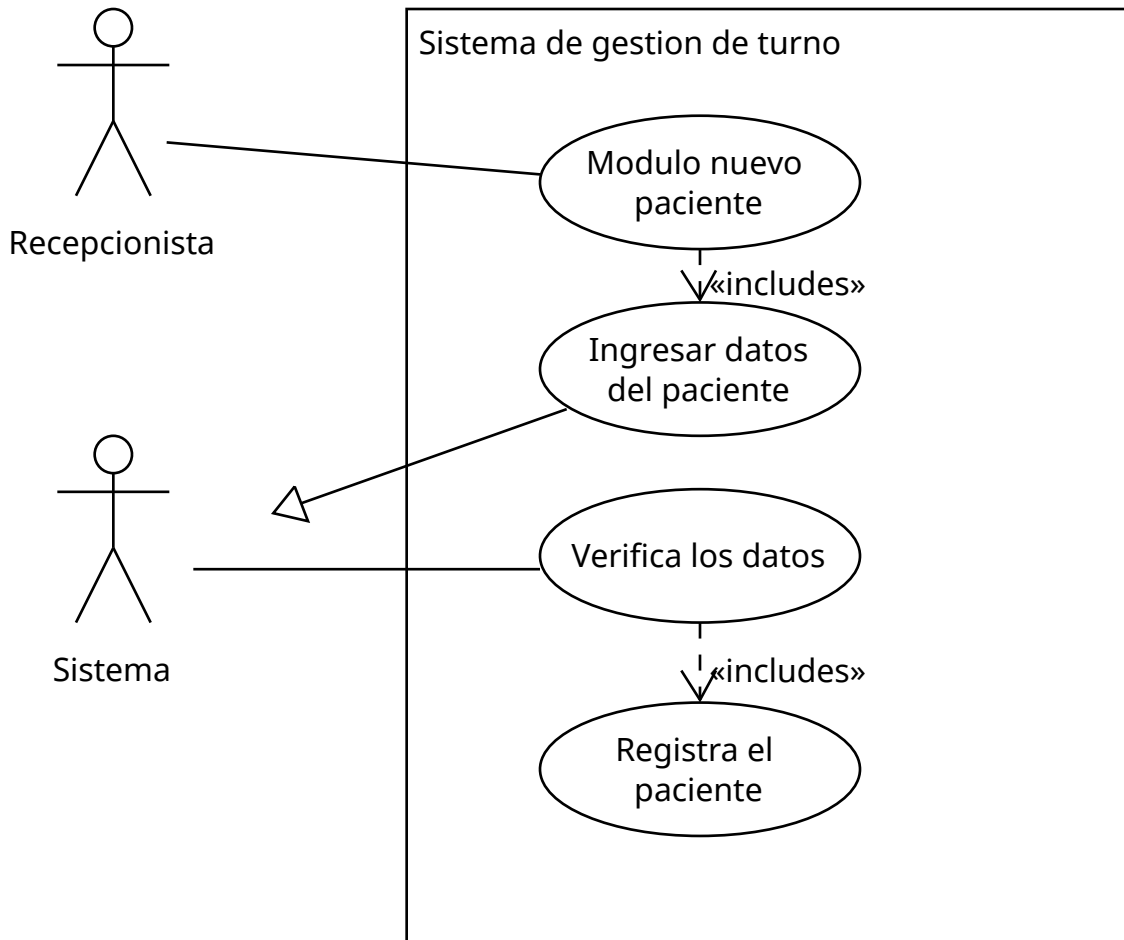 Sistema de gestion de turno
Modulo nuevo
paciente
Recepcionista
«includes»
Ingresar datos
del paciente
Verifica los datos
Sistema
«includes»
Registra el
paciente